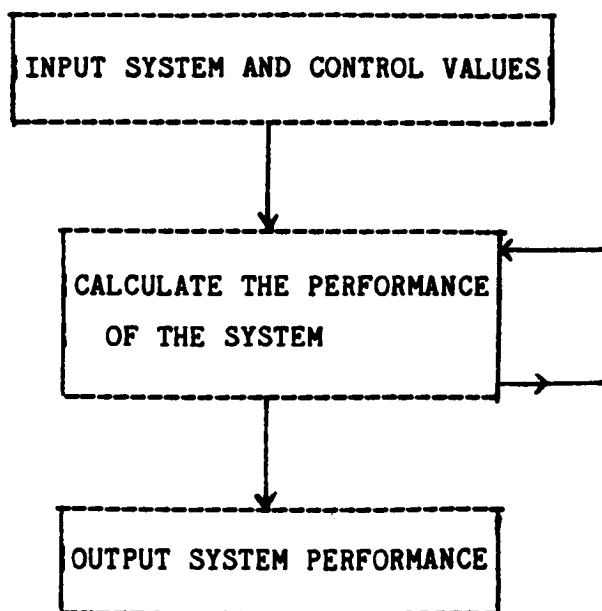 INPUT SYSTEM AND CONTROL VALUES
CALCULATE THE PERFORMANCE
OF THE SYSTEM
OUTPUT SYSTEM PERFORMANCE